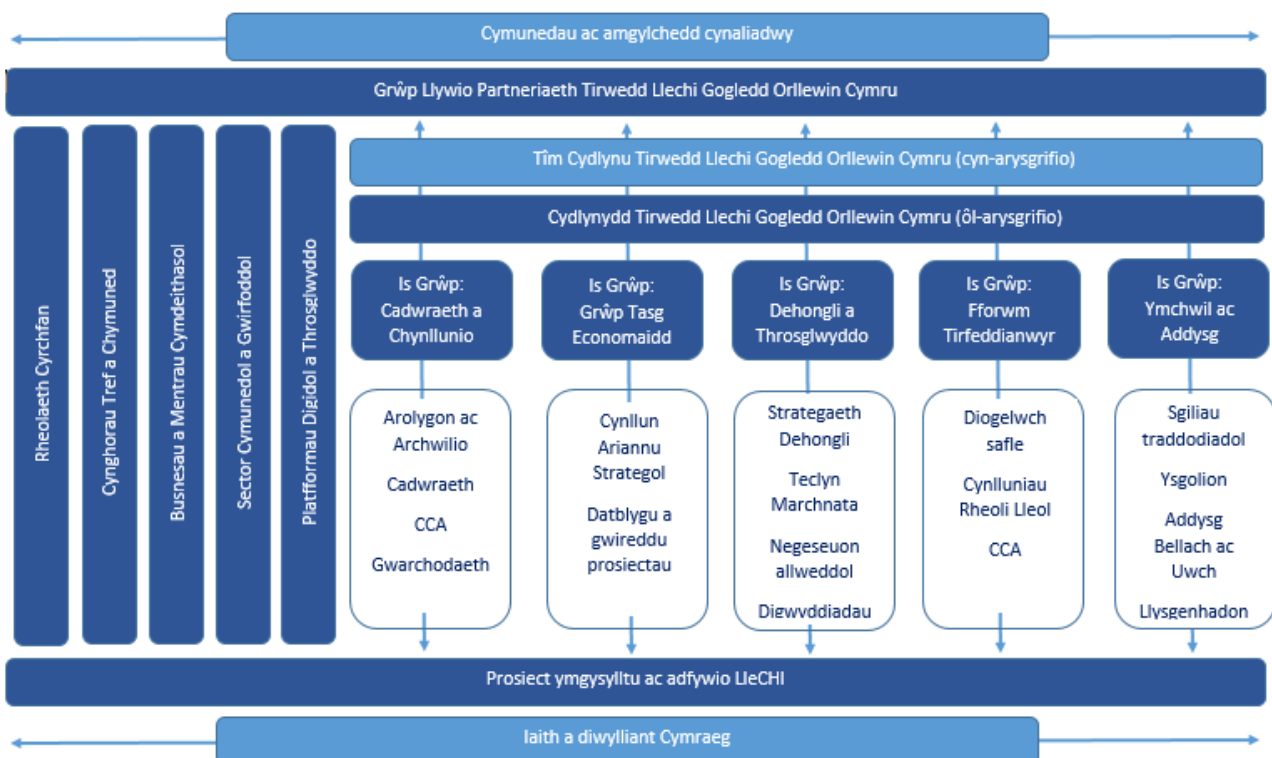 Cymunedau ac amgylchedd cynaliadwy
Grŵp Llywio Partneriaeth Tirwedd Llechi Gogledd Orllewin Cymru
Rheolaeth Cyrchfan
Cynghorau Tref a Chymuned
Busnesau a Mentrau Cymdeithasol
Sector Cymunedol a Gwirfoddol
Platfformau Digidol a Throsglwyddo
Tîm Cydlynu Tirwedd Llechi Gogledd Orllewin Cymru (cyn-arysgrifio)
Cydlynydd Tirwedd Llechi Gogledd Orllewin Cymru (ôl-arysgrifio)
Is Grŵp:
Cadwraeth a
Chynllunio
Arolygon ac
Archwilio
Cadwraeth
CCA
Gwarchodaeth
Is Grŵp:
Grŵp Tasg
Economaidd
Cynllun
Ariannu
Strategol
Datblygu a
gwireddu
prosiectau
Is Grŵp:
Dehongli a
Throsglwyddo
Strategaeth
Dehongli
Teclyn
Marchnata
Negeseuon
allweddol
Digwyddiadau
Is Grŵp:
Fforwm
Tirfeddianwyr
Diogelwch
safle
Cynlluniau
Rheoli Lleol
CCA
Is Grŵp:
Ymchwil ac
Addysg
Sgiliau
traddodiadol
Ysgolion
Addysg
Bellach ac
Uwch
Llysgenhadon
Prosiect ymgysylltu ac adfywio LleCHI
Iaith a diwylliant Cymraeg